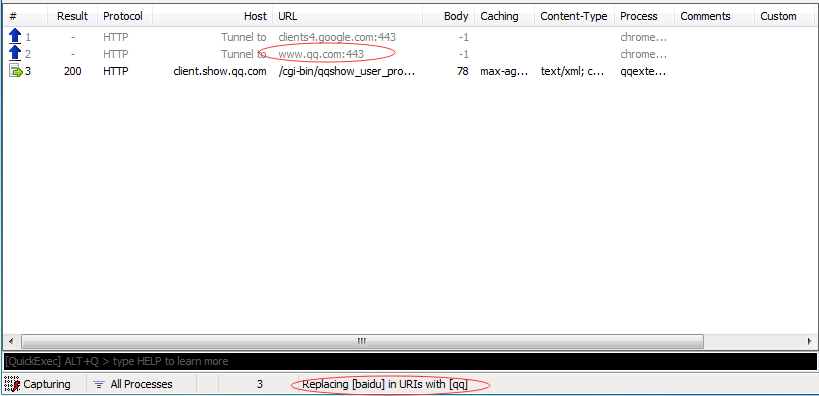 # Result Protocol Host URL Body Caching Content-Type Process Comments Custom
1 - HTTP Tunnel to clients4.google.com:443 -1 chrome...
2 - HTTP Tunnel to www.qq.com:443 -1 chrome...
3 200 HTTP client.show.qq.com /cgi-bin/qqshow_user_pro... 78 max-ag... text/xml; c... qqexte...
[QuickExec] ALT+Q > type HELP to learn more
Capturing All Processes 3 Replacing [baidu] in URIs with [qq]